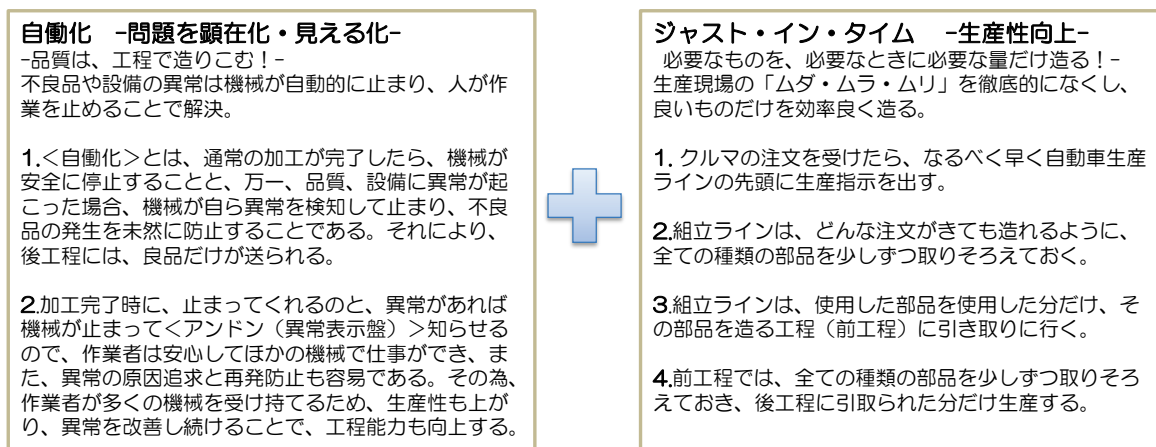 自働化　-問題を顕在化・見える化-
-品質は、工程で造りこむ！-
不良品や設備の異常は機械が自動的に止まり、人が作
業を止めることで解決。
1.＜自働化＞とは、通常の加工が完了したら、機械が
安全に停止することと、万一、品質、設備に異常が起
こった場合、機械が自ら異常を検知して止まり、不良
品の発生を未然に防止することである。それにより、
後工程には、良品だけが送られる。
2.加工完了時に、止まってくれるのと、異常があれば
機械が止まって＜アンドン（異常表示盤）＞知らせる
ので、作業者は安心してほかの機械で仕事ができ、ま
た、異常の原因追求と再発防止も容易である。その為、
作業者が多くの機械を受け持てるため、生産性も上が
り、異常を改善し続けることで、工程能力も向上する。
ジャスト・イン・タイム　-生産性向上-
必要なものを、必要なときに必要な量だけ造る！-
生産現場の「ムダ・ムラ・ムリ」を徹底的になくし、
良いものだけを効率良く造る。
1. クルマの注文を受けたら、なるべく早く自動車生産
ラインの先頭に生産指示を出す。
2.組立ラインは、どんな注文がきても造れるように、
全ての種類の部品を少しずつ取りそろえておく。
3.組立ラインは、使用した部品を使用した分だけ、そ
の部品を造る工程（前工程）に引き取りに行く。
4.前工程では、全ての種類の部品を少しずつ取りそろ
えておき、後工程に引取られた分だけ生産する。